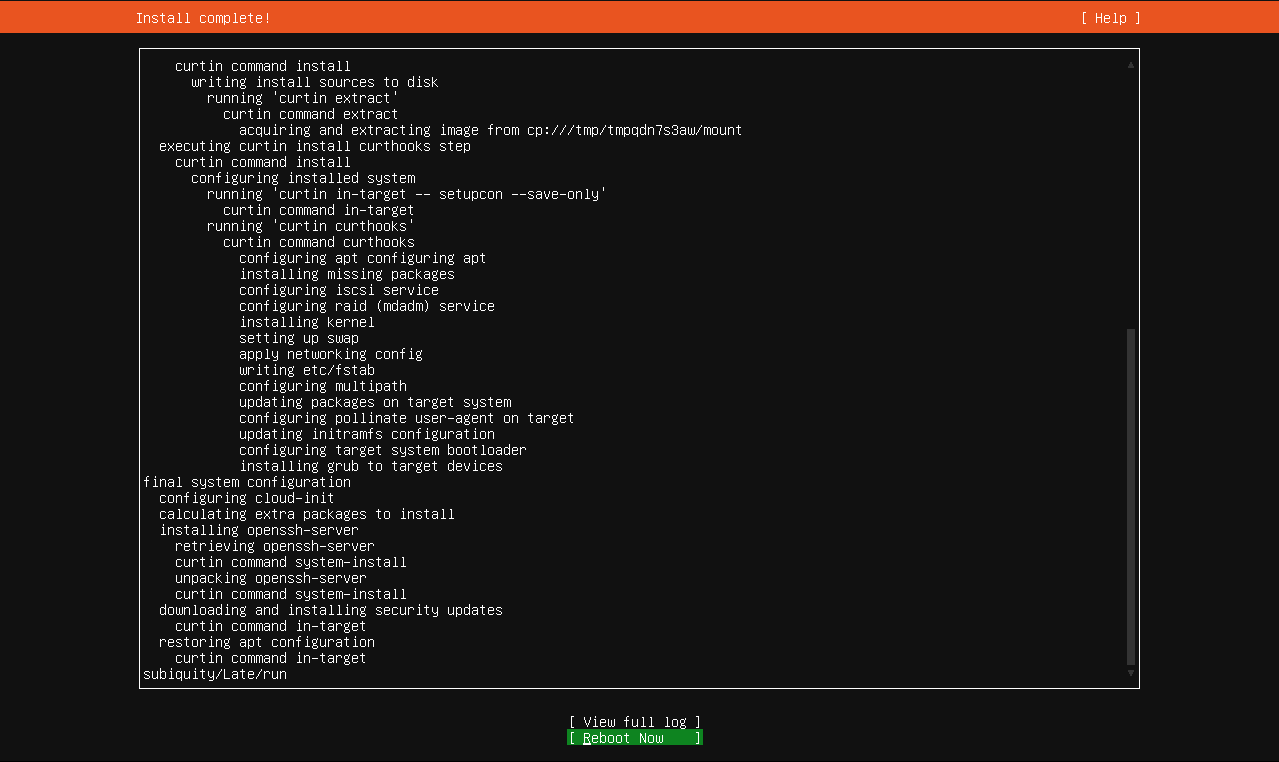 Install complete!
[ Help ]
curtin command install
writing install sources to disk
running 'curtin extract'
curtin command extract
acquiring and extracting image from cp:///tmp/tmpqdn7s3aw/mount
executing curtin install curthooks step
curtin command install
configuring installed system
running 'curtin in-target -- setupcon --save-only'
curtin command in-target
running 'curtin curthooks'
curtin command curthooks
configuring apt configuring apt
installing missing packages
configuring iscsi service
configuring raid (mdadm) service
installing kernel
setting up swap
apply networking config
writing etc/fstab
configuring multipath
updating packages on target system
configuring pollinate user-agent on target
updating initramfs configuration
configuring target system bootloader
installing grub to target devices
final system configuration
configuring cloud-init
calculating extra packages to install
installing openssh-server
retrieving openssh-server
curtin command system-install
unpacking openssh-server
curtin command system-install
downloading and installing security updates
curtin command in-target
restoring apt configuration
curtin command in-target
subiquity/Late/run
[ View full log ]
[ Reboot Now ]